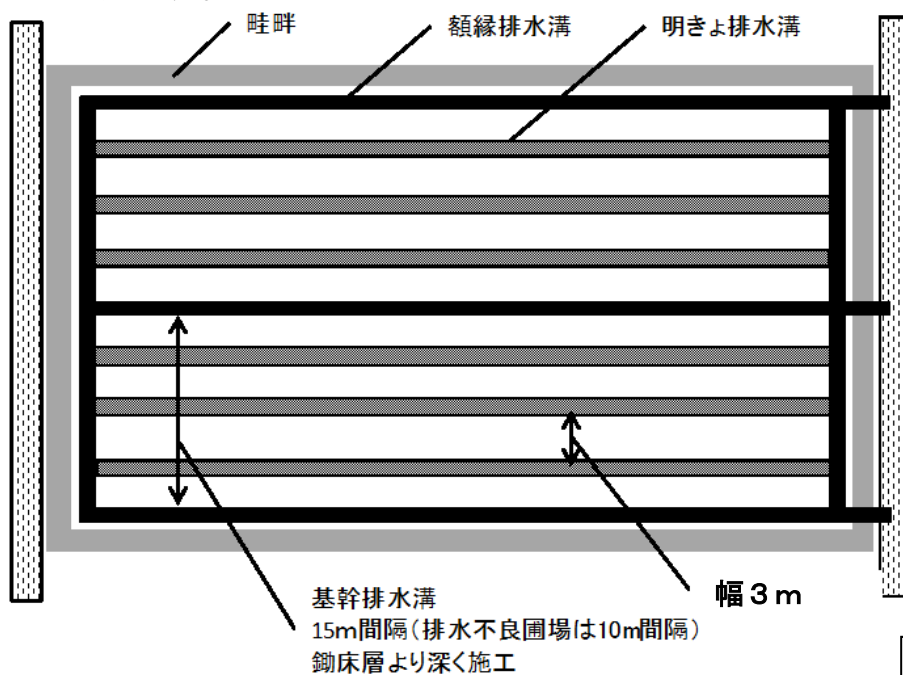 畦畔
額縁排水溝
明きょ排水溝
幅3m
基幹排水溝
15m間隔(排水不良圃場は10m間隔)
鋤床層より深く施工